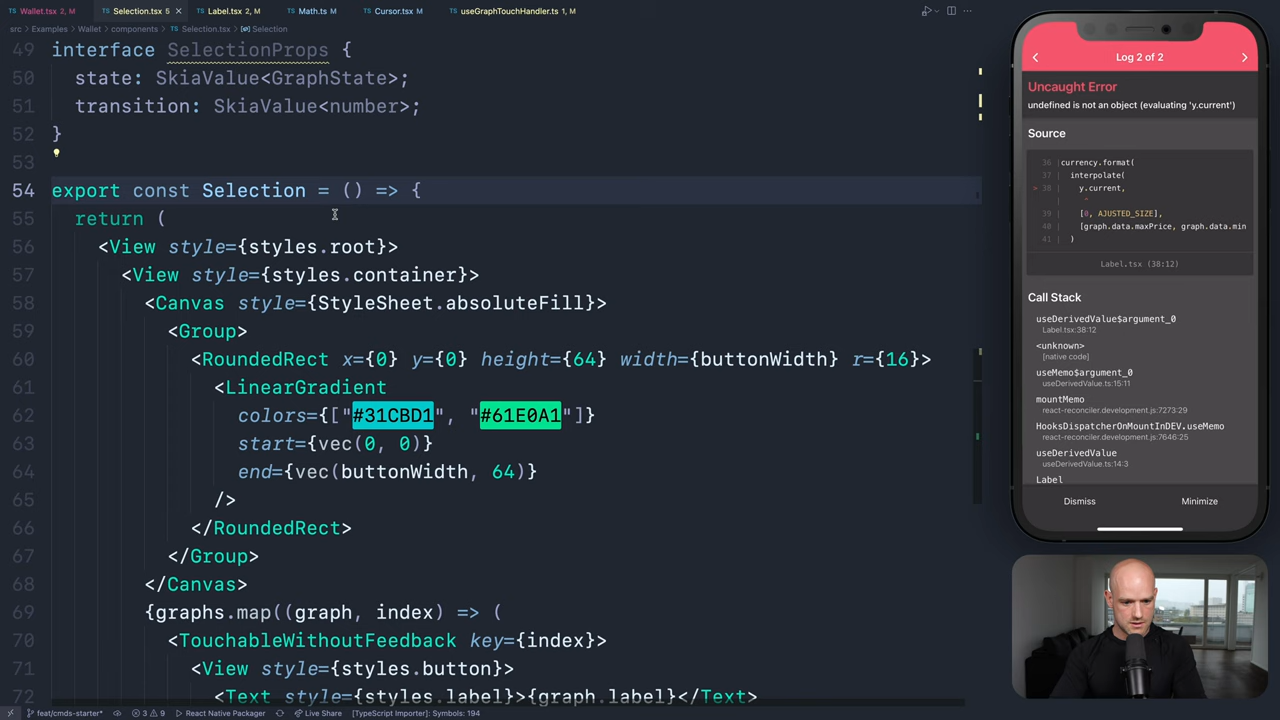 Wallet.tsx 2, M
Selection.tsx 5 ×
Label.tsx 2, M
Math.ts M
Cursor.tsx M
useGraphTouchHandler.ts 1, M
src > Examples > Wallet > components > Selection.tsx > Selection
49 interface SelectionProps {
50 state: SkiaValue<GraphState>;
51 transition: SkiaValue<number>;
52 }
53
54 export const Selection = () => {
55 return (
56 <View style={styles.root}>
57 <View style={styles.container}>
58 <Canvas style={StyleSheet.absoluteFill}>
59 <Group>
60 <RoundedRect x={0} y={0} height={64} width={buttonWidth} r={16}>
61 <LinearGradient
62 colors={["#31CBD1", "#61E0A1"]}
63 start={vec(0, 0)}
64 end={vec(buttonWidth, 64)}
65 />
66 </RoundedRect>
67 </Group>
68 </Canvas>
69 {graphs.map((graph, index) => (
70 <TouchableWithoutFeedback key={index}>
71 <View style={styles.button}>
72 <Text style={styles.label}>{graph.label}</Text>
feat/cmds-starter* 3 9 React Native Packager Live Share [TypeScript Importer]: Symbols: 194
Log 2 of 2
Uncaught Error
undefined is not an object (evaluating 'y.current')
Source
36 currency.format(
37 interpolate(
> 38 y.current,
^
39 [0, AJUSTED_SIZE],
40 [graph.data.maxPrice, graph.data.min
41 )
Label.tsx (38:12)
Call Stack
useDerivedValue$argument_0
Label.tsx:38:12
<unknown>
[native code]
useMemo$argument_0
useDerivedValue.ts:15:11
mountMemo
react-reconciler.development.js:7273:29
HooksDispatcherOnMountInDEV.useMemo
react-reconciler.development.js:7646:25
useDerivedValue
useDerivedValue.ts:14:3
Label
Dismiss
Minimize